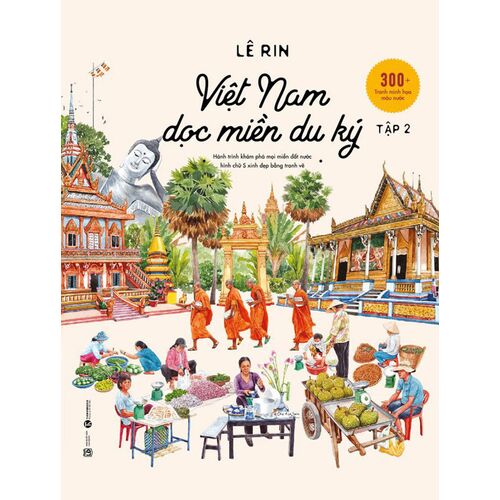 LÊ RIN
300+
Tranh minh họa
màu nước
Việt Nam
dọc miền du ký
TẬP 2
Hành trình khám phá mọi miền đất nước
hình chữ S xinh đẹp bằng tranh vẽ